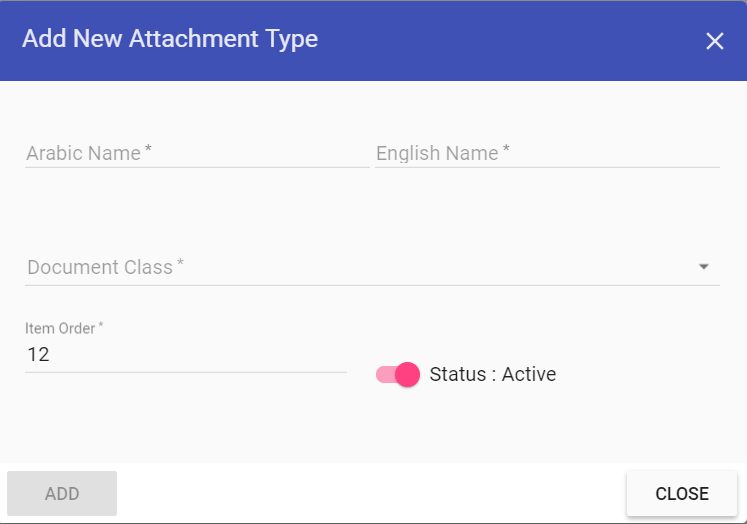 Add New Attachment Type
Arabic Name *
English Name *
Document Class *
Item Order *
12
Status : Active
ADD
CLOSE